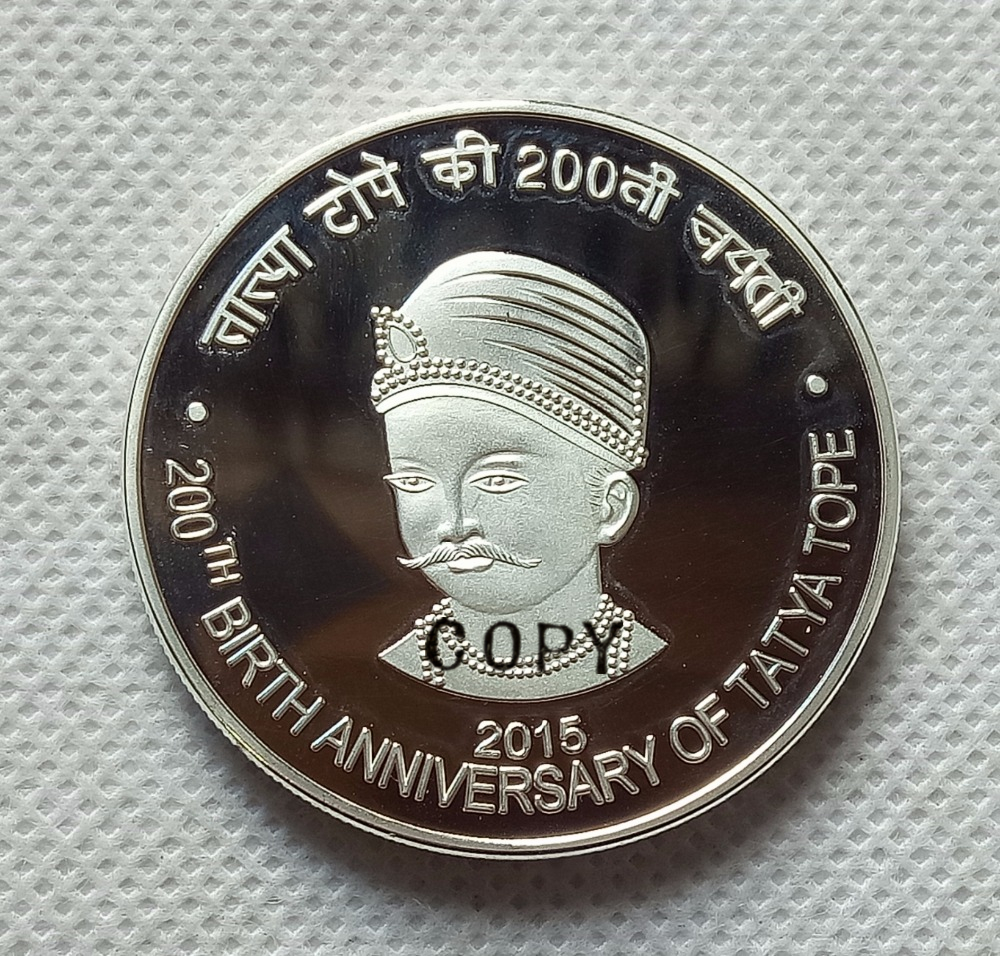 तात्या टोपे की 200वी जयंती
COPY
2015
200TH BIRTH ANNIVERSARY OF TATYA TOPE